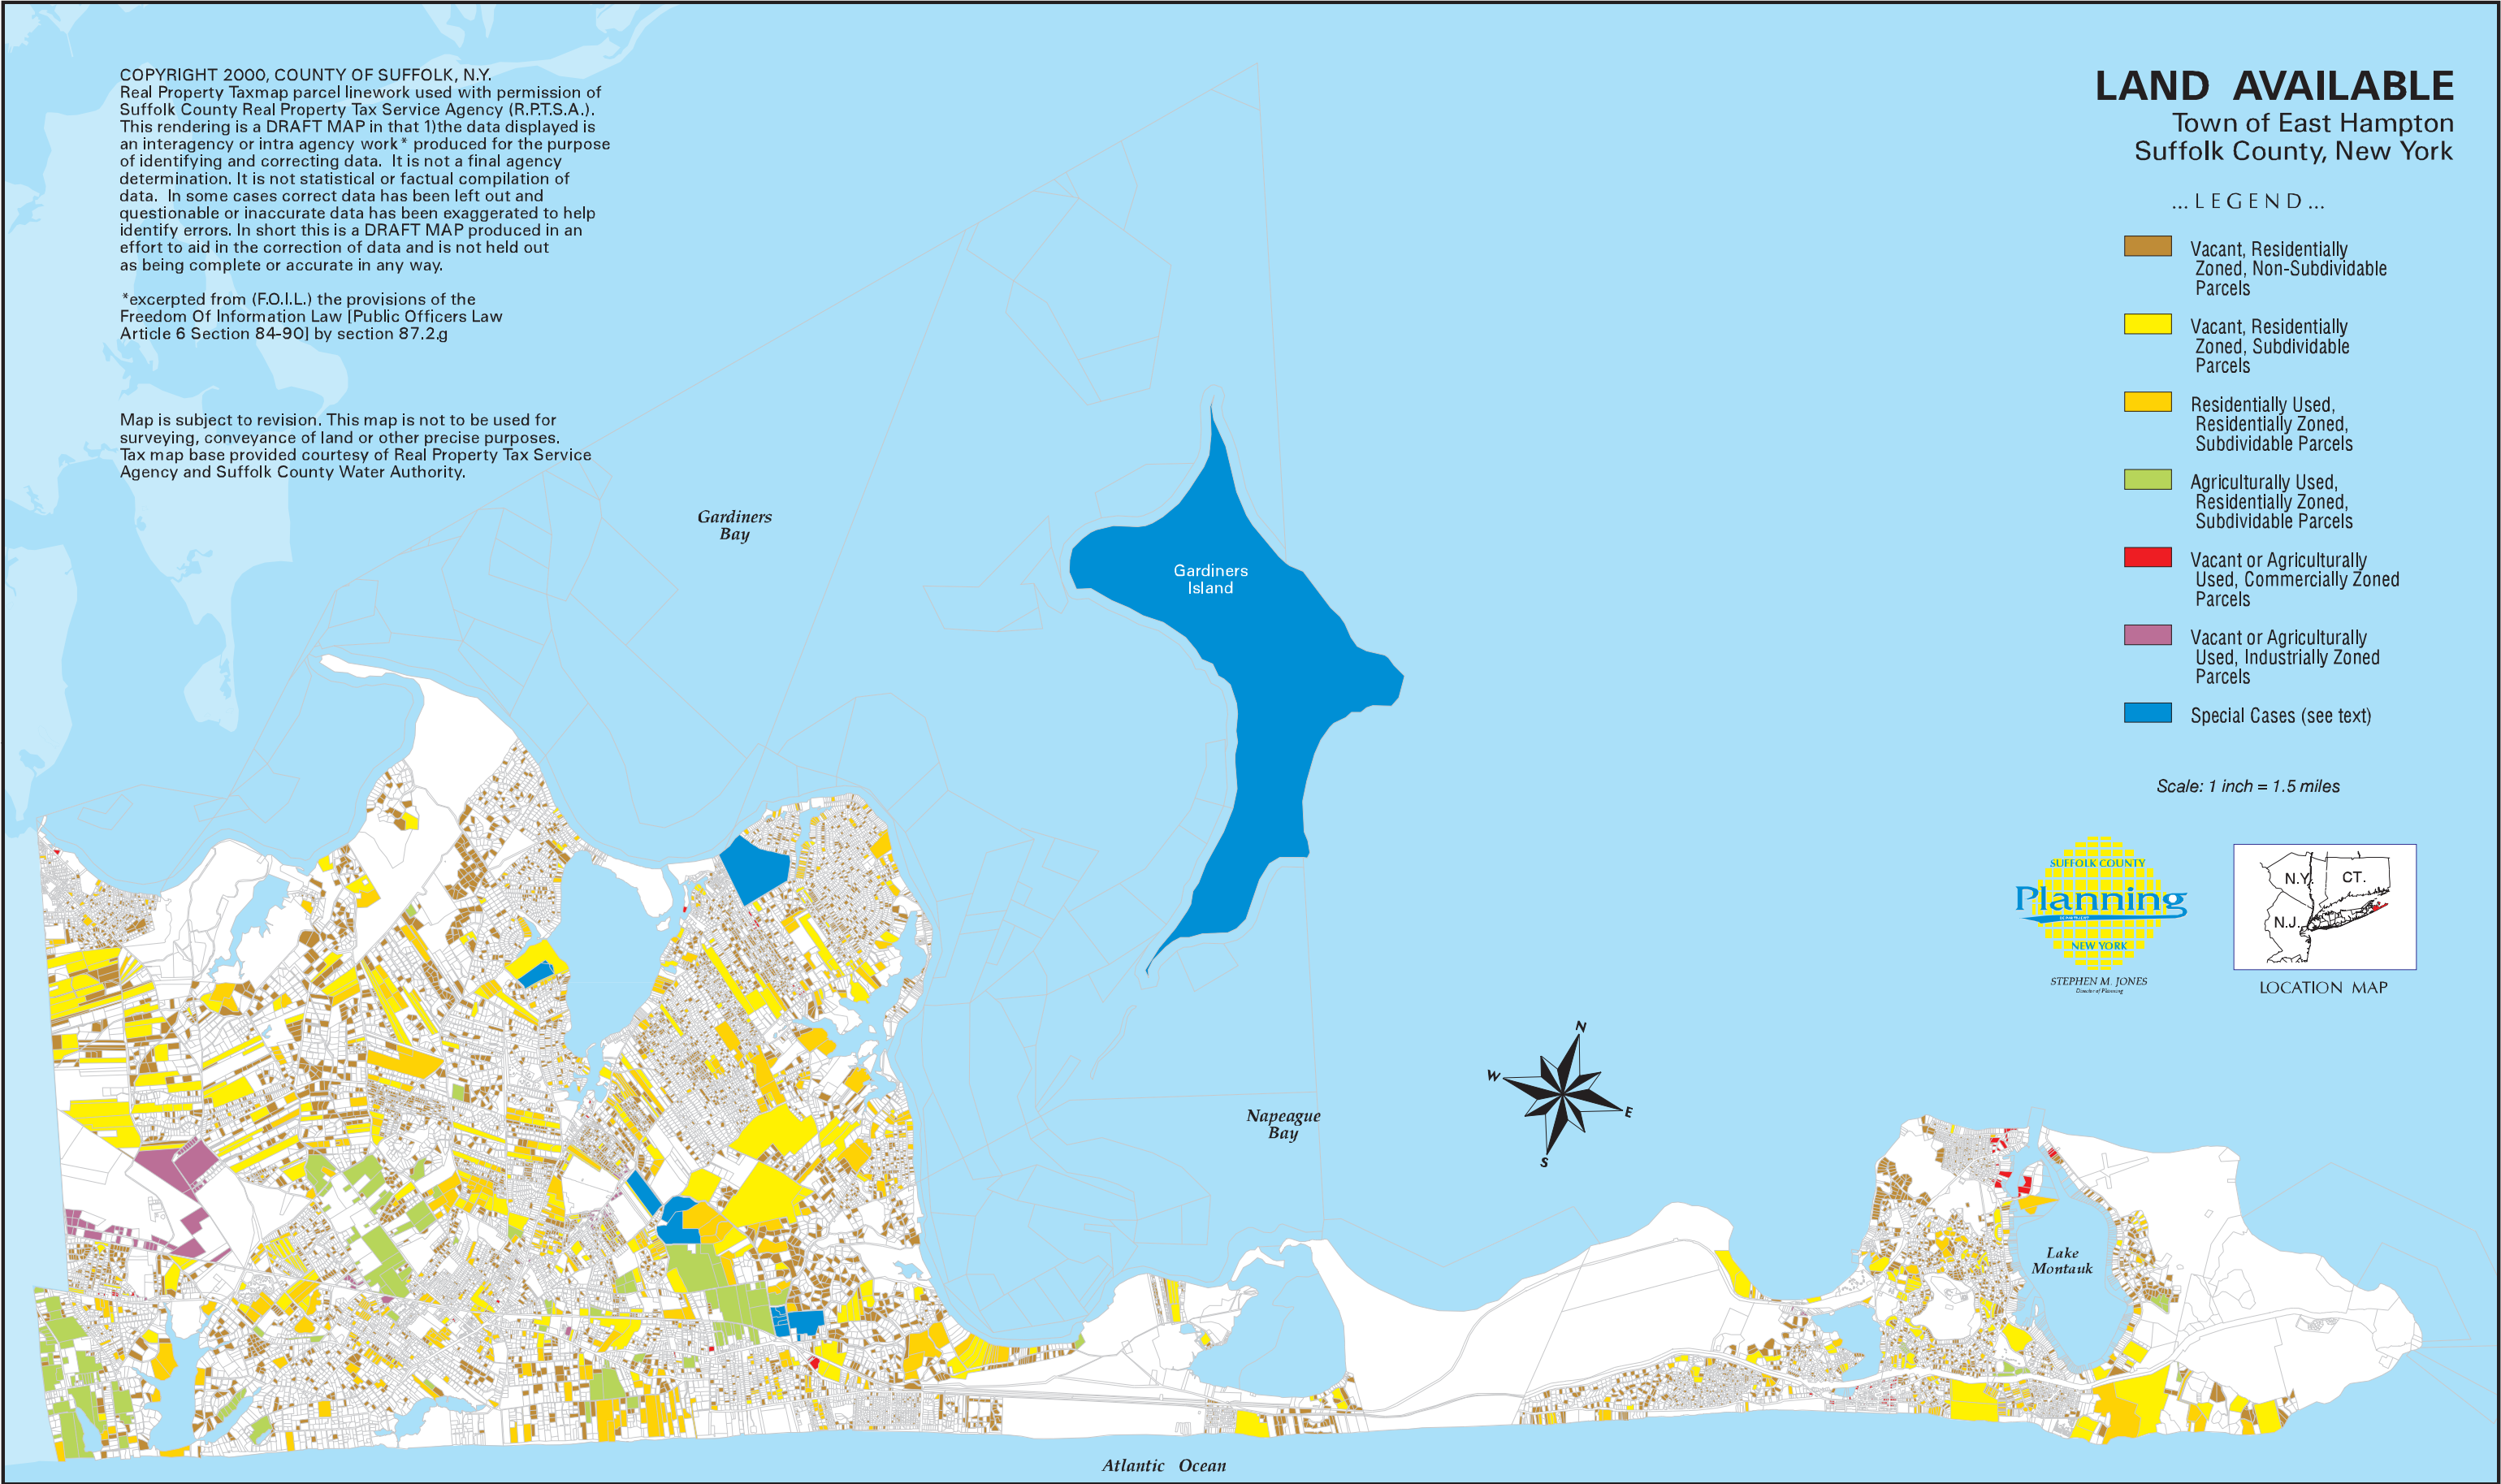 COPYRIGHT 2000, COUNTY OF SUFFOLK, N.Y.
Real Property Taxmap parcel linework used with permission of
Suffolk County Real Property Tax Service Agency (R.P.T.S.A.).
This rendering is a DRAFT MAP in that 1)the data displayed is
an interagency or intra agency work* produced for the purpose
of identifying and correcting data. It is not a final agency
determination. It is not statistical or factual compilation of
data. In some cases correct data has been left out and
questionable or inaccurate data has been exaggerated to help
identify errors. In short this is a DRAFT MAP produced in an
effort to aid in the correction of data and is not held out
as being complete or accurate in any way.
*excerpted from (F.O.I.L.) the provisions of the
Freedom Of Information Law [Public Officers Law
Article 6 Section 84-90] by section 87.2.g
Map is subject to revision. This map is not to be used for
surveying, conveyance of land or other precise purposes.
Tax map base provided courtesy of Real Property Tax Service
Agency and Suffolk County Water Authority.
LAND AVAILABLE
Town of East Hampton
Suffolk County, New York
...LEGEND...
Vacant, Residentially
Zoned, Non-Subdividable
Parcels
Vacant, Residentially
Zoned, Subdividable
Parcels
Residentially Used,
Residentially Zoned,
Subdividable Parcels
Agriculturally Used,
Residentially Zoned,
Subdividable Parcels
Vacant or Agriculturally
Used, Commercially Zoned
Parcels
Vacant or Agriculturally
Used, Industrially Zoned
Parcels
Special Cases (see text)
Scale: 1 inch = 1.5 miles
SUFFOLK COUNTY
Planning
DEPARTMENT
NEW YORK
STEPHEN M. JONES
Director of Planning
N.Y.
CT.
N.J.
LOCATION MAP
Gardiners
Bay
Gardiners
Island
Napeague
Bay
N
W
E
S
Lake
Montauk
Atlantic Ocean